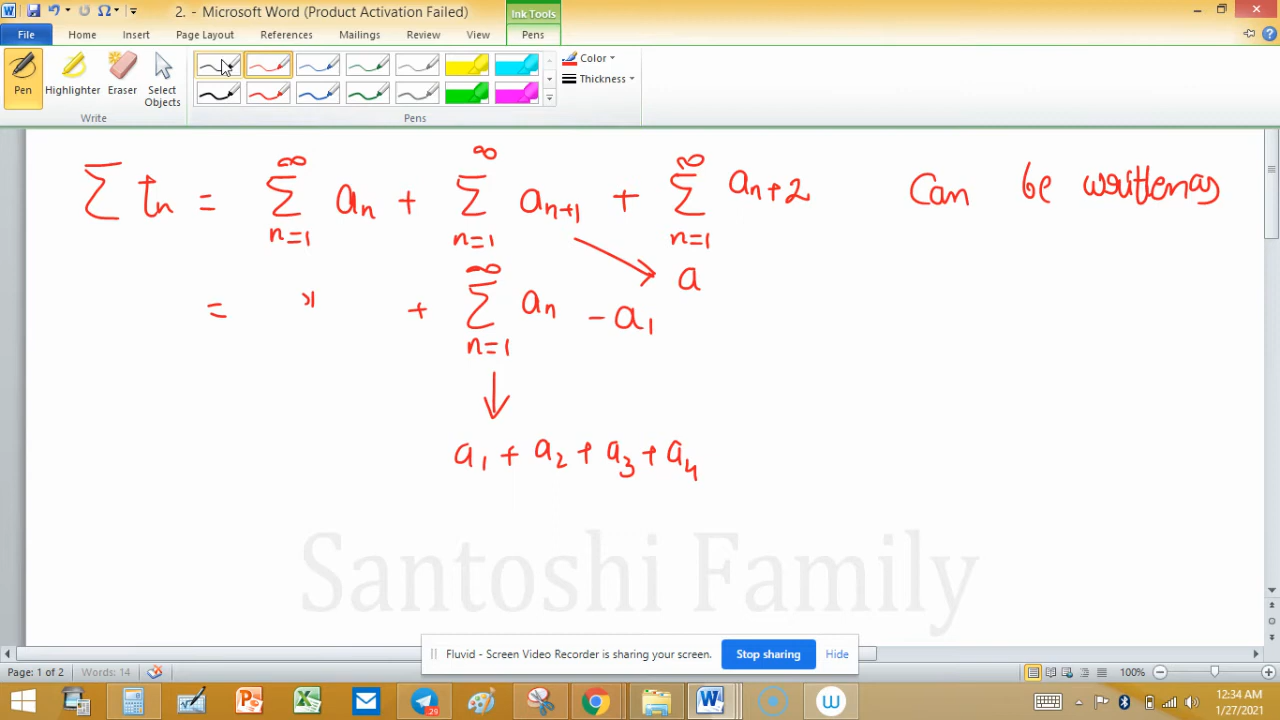 2. - Microsoft Word (Product Activation Failed)
Ink Tools
File Home Insert Page Layout References Mailings Review View Pens
Pen Highlighter Eraser Select Objects
Color
Thickness
Write Pens
∑ tn = ∞∑n=1 an + ∞∑n=1 an+1 + ∞∑n=1 an+2 Can be written as
a
= + ∞∑n=1 an - a1
a1 + a2 + a3 + a4
Santoshi Family
Fluvid - Screen Video Recorder is sharing your screen. Stop sharing Hide
Page: 1 of 2 Words: 14 100%
29
12:34 AM
1/27/2021